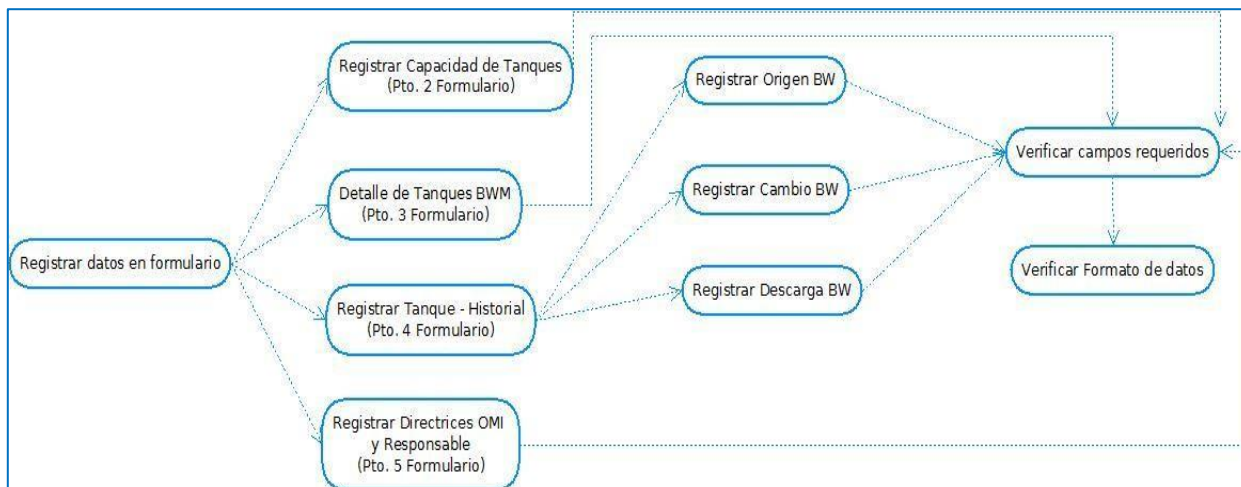 Registrar datos en formulario
Registrar Capacidad de Tanques
(Pto. 2 Formulario)
Detalle de Tanques BWM
(Pto. 3 Formulario)
Registrar Tanque - Historial
(Pto. 4 Formulario)
Registrar Directrices OMI
y Responsable
(Pto. 5 Formulario)
Registrar Origen BW
Registrar Cambio BW
Registrar Descarga BW
Verificar campos requeridos
Verificar Formato de datos